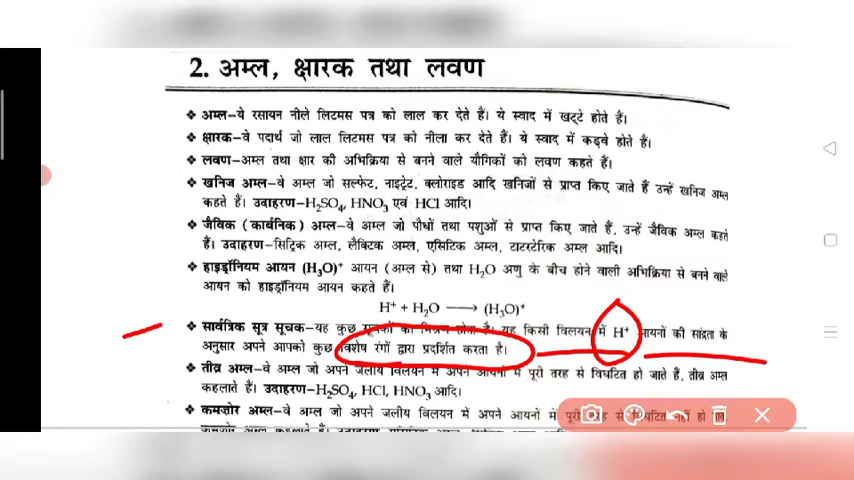 2. अम्ल, क्षारक तथा लवण
❖ अम्ल-ये रसायन नीले लिटमस पत्र को लाल कर देते हैं। ये स्वाद में खट्टे होते हैं।
❖ क्षारक-वे पदार्थ जो लाल लिटमस पत्र को नीला कर देते हैं। ये स्वाद में कड़वे होते हैं।
❖ लवण-अम्ल तथा क्षार की अभिक्रिया से बनने वाले यौगिकों को लवण कहते हैं।
❖ खनिज अम्ल-वे अम्ल जो सल्फेट, नाइट्रेट, क्लोराइड आदि खनिजों से प्राप्त किए जाते हैं उन्हें खनिज अम्ल
कहते हैं। उदाहरण-H₂SO₄, HNO₃ एवं HCl आदि।
❖ जैविक (कार्बनिक) अम्ल-वे अम्ल जो पौधों तथा पशुओं से प्राप्त किए जाते हैं, उन्हें जैविक अम्ल कहते
हैं। उदाहरण-सिट्रिक अम्ल, लैक्टिक अम्ल, एसिटिक अम्ल, टाटरटेरिक अम्ल आदि।
❖ हाइड्रॉनियम आयन (H₃O)⁺ आयन (अम्ल से) तथा H₂O अणु के बीच होने वाली अभिक्रिया से बनने वाले
आयन को हाइड्रॉनियम आयन कहते हैं।
H⁺ + H₂O ⟶ (H₃O)⁺
❖ सार्वत्रिक सूत्र सूचक-यह कुछ सूचकों का मिश्रण होता है। यह किसी विलयन में H⁺ आयनों की सांद्रता के
अनुसार अपने आपको कुछ विशेष रंगों द्वारा प्रदर्शित करता है।
❖ तीव्र अम्ल-वे अम्ल जो अपने जलीय विलयन में अपने आयनों में पूरी तरह से विघटित हो जाते हैं, तीव्र अम्ल
कहलाते हैं। उदाहरण-H₂SO₄, HCl, HNO₃ आदि।
❖ कमज़ोर अम्ल-वे अम्ल जो अपने जलीय विलयन में अपने आयनों में पूरी तरह से विघटित नहीं हो